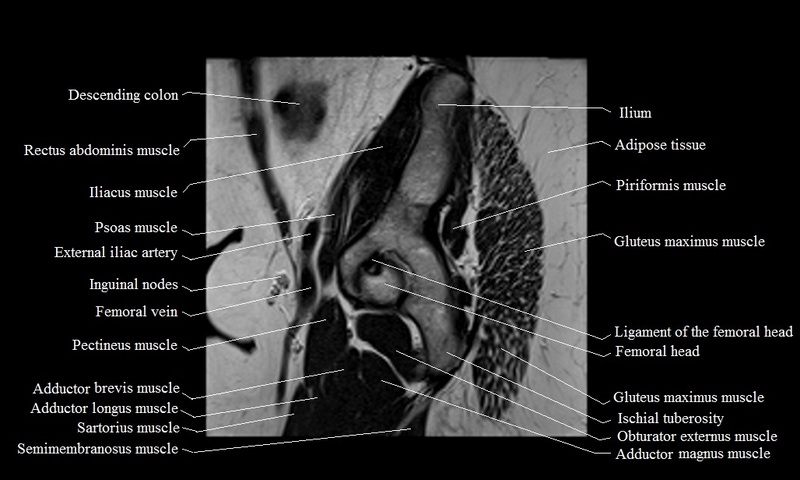 Descending colon
Rectus abdominis muscle
Iliacus muscle
Psoas muscle
External iliac artery
Inguinal nodes
Femoral vein
Pectineus muscle
Adductor brevis muscle
Adductor longus muscle
Sartorius muscle
Semimembranosus muscle
Ilium
Adipose tissue
Piriformis muscle
Gluteus maximus muscle
Ligament of the femoral head
Femoral head
Gluteus maximus muscle
Ischial tuberosity
Obturator externus muscle
Adductor magnus muscle